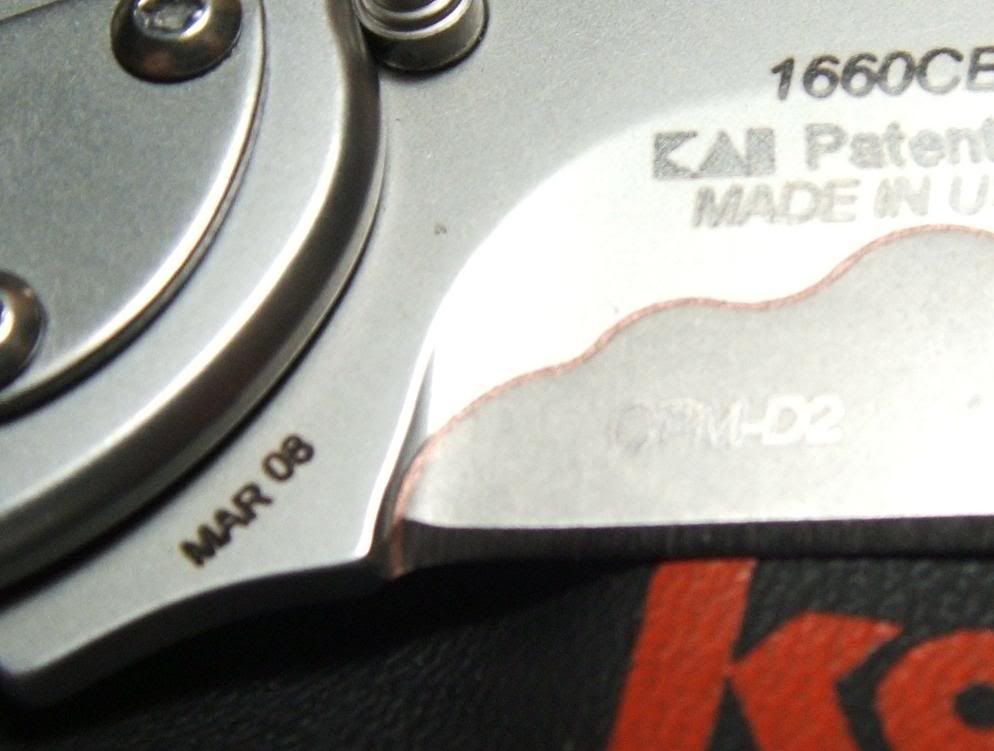 1660CB
KAI Patent
MADE IN U.S
CPM-D2
MAR 08